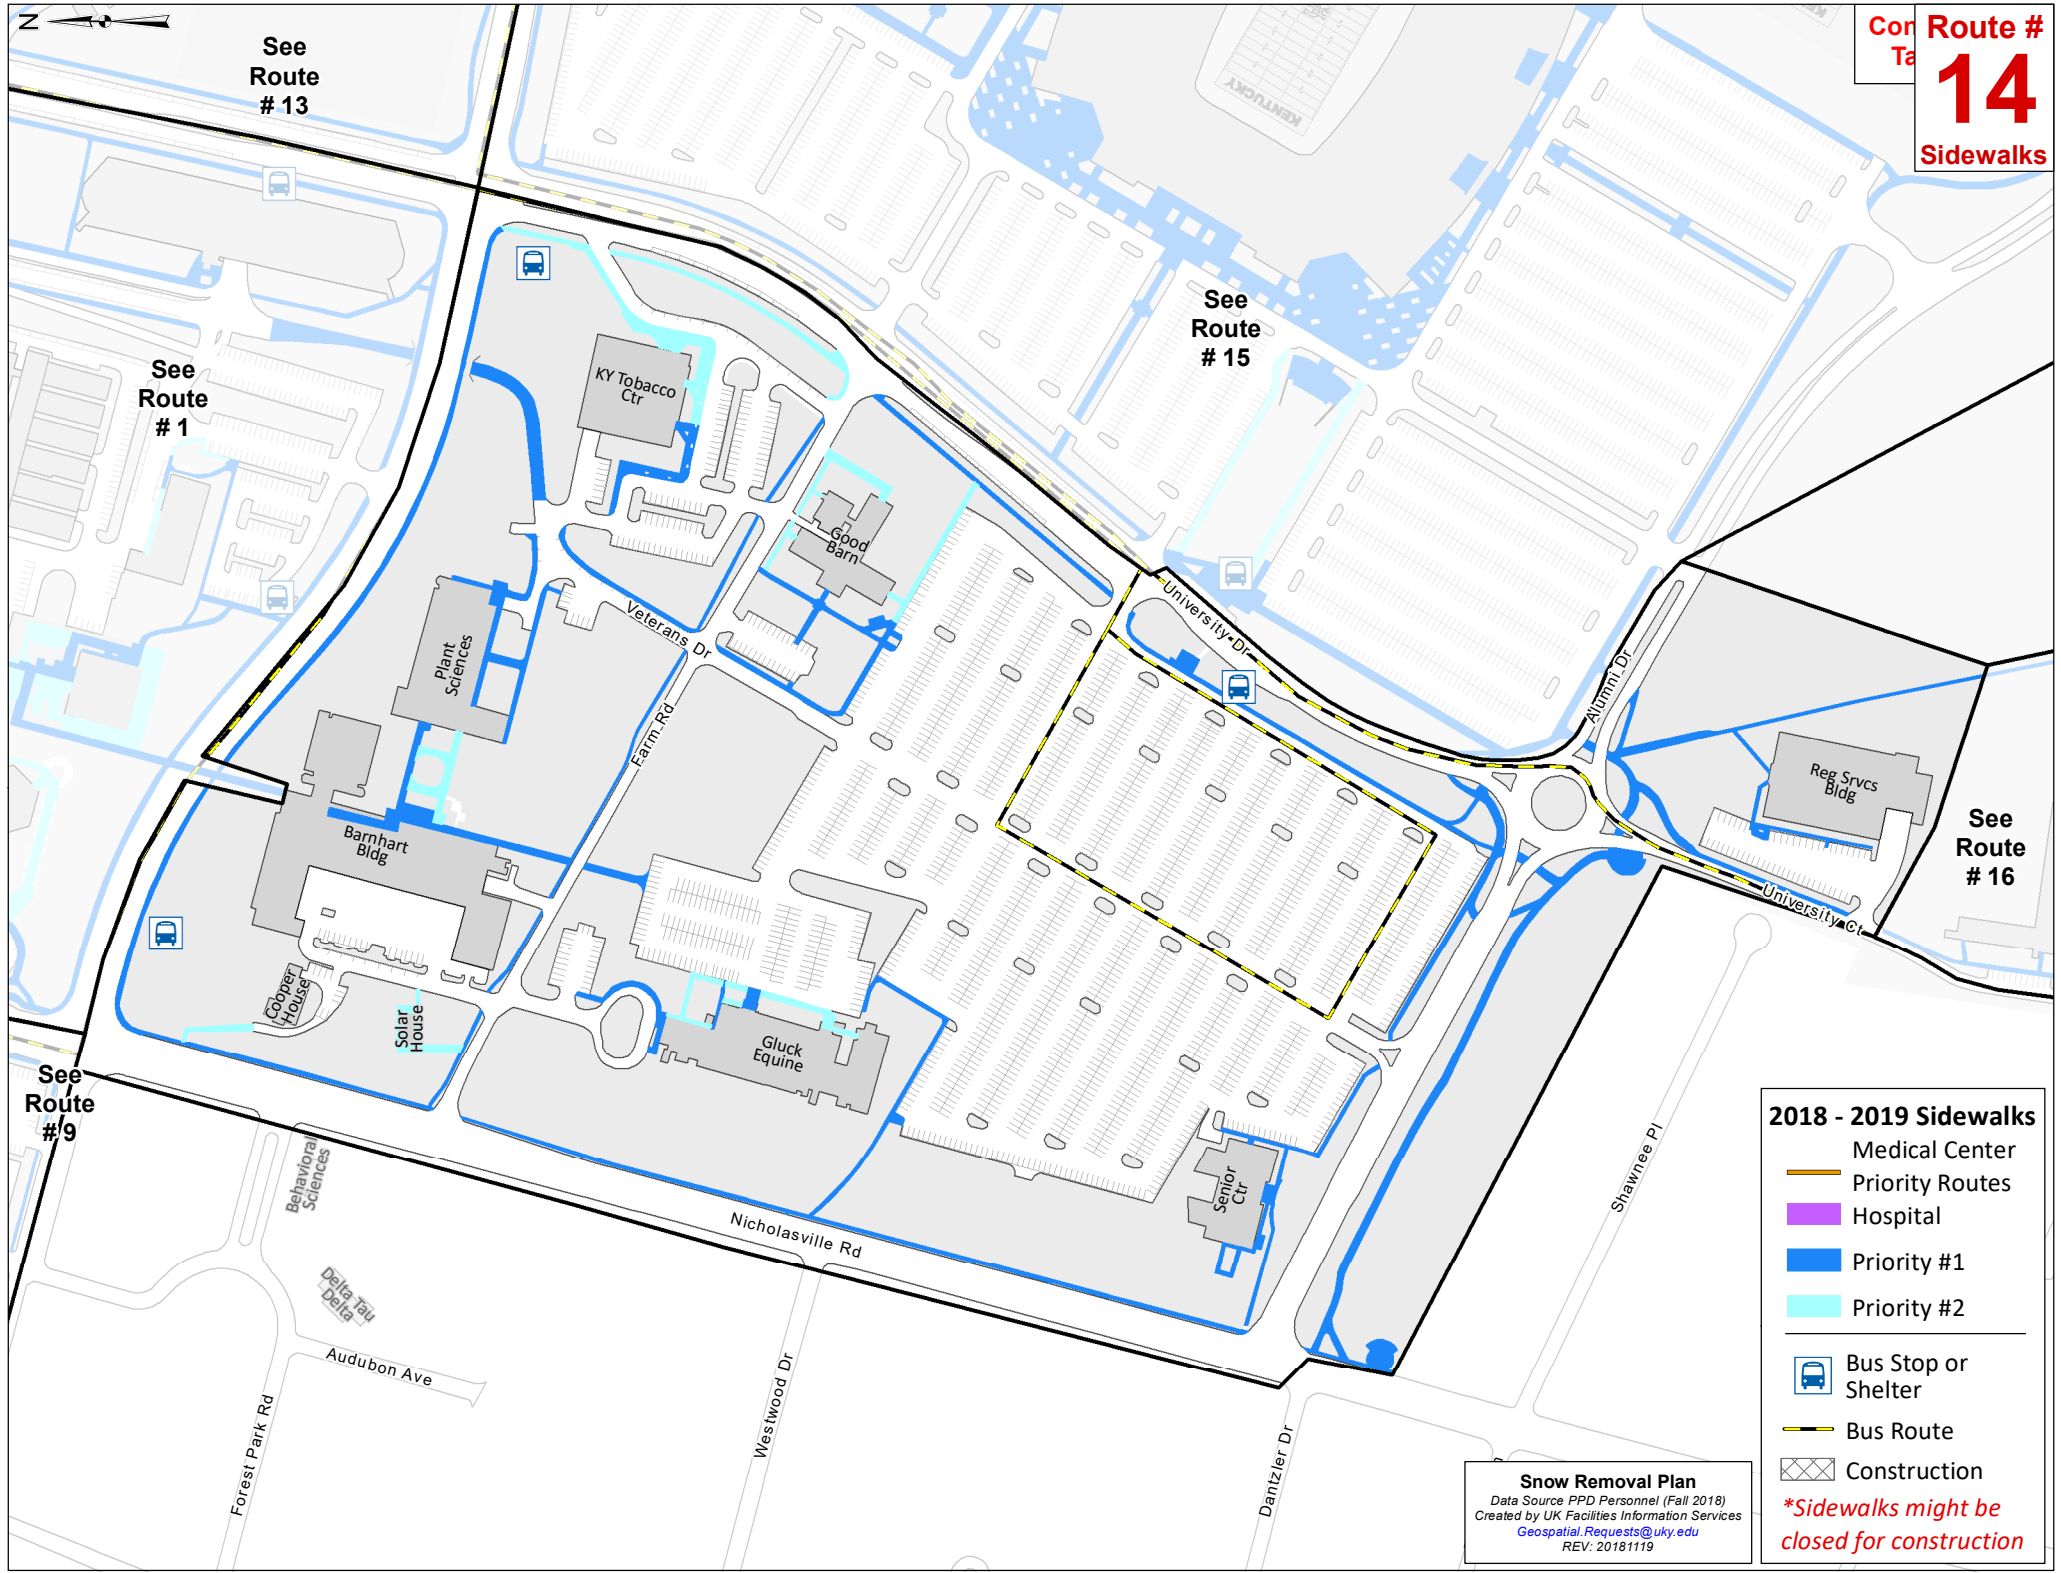 N
See
Route
# 13
Con
Ta
Route #
14
Sidewalks
KENTUCKY
See
Route
# 15
See
Route
# 1
KY Tobacco
Ctr
Good
Barn
Veterans Dr
Plant
Sciences
University Dr
Alumni Dr
Farm Rd
Reg Srvcs
Bldg
Barnhart
Bldg
See
Route
# 16
University Ct
Cooper
House
Solar
House
Gluck
Equine
See
Route
# 9
Behavioral
Sciences
Senior
Ctr
Shawnee Pl
Nicholasville Rd
Delta Tau
Delta
Audubon Ave
Forest Park Rd
Westwood Dr
Dantzler Dr
2018 - 2019 Sidewalks
Medical Center
Priority Routes
Hospital
Priority #1
Priority #2
Bus Stop or
Shelter
Bus Route
Construction
*Sidewalks might be
closed for construction
Snow Removal Plan
Data Source PPD Personnel (Fall 2018)
Created by UK Facilities Information Services
Geospatial.Requests@uky.edu
REV: 20181119